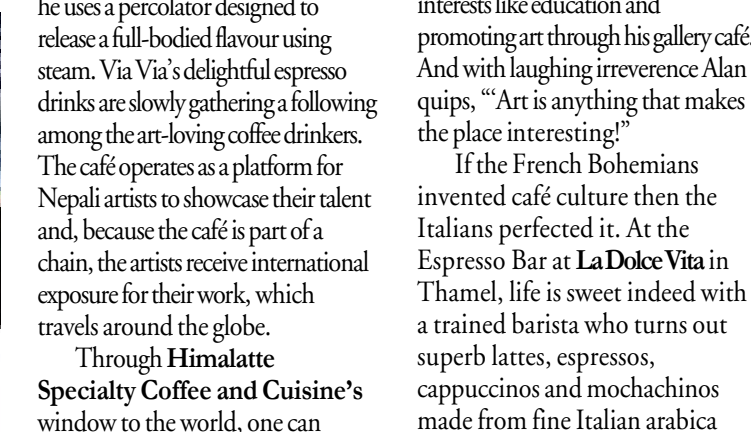 he uses a percolator designed to
release a full-bodied flavour using
steam. Via Via's delightful espresso
drinks are slowly gathering a following
among the art-loving coffee drinkers.
The café operates as a platform for
Nepali artists to showcase their talent
and, because the café is part of a
chain, the artists receive international
exposure for their work, which
travels around the globe.
Through Himalatte
Specialty Coffee and Cuisine's
window to the world, one can
interests like education and
promoting art through his gallery café.
And with laughing irreverence Alan
quips, “‘Art is anything that makes
the place interesting!”
If the French Bohemians
invented café culture then the
Italians perfected it. At the
Espresso Bar at La Dolce Vita in
Thamel, life is sweet indeed with
a trained barista who turns out
superb lattes, espressos,
cappuccinos and mochachinos
made from fine Italian arabica